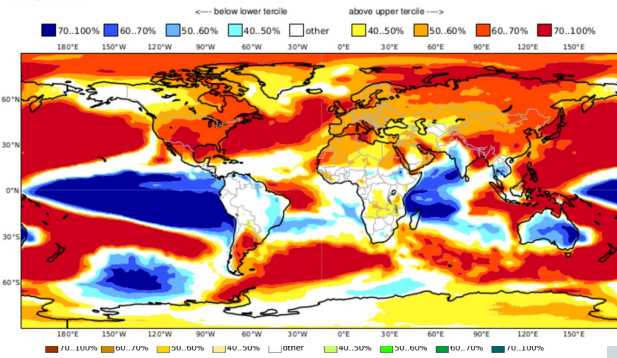 <---- below lower tercile above upper tercile ---->
70..100% 60..70% 50..60% 40..50% other 40..50% 50..60% 60..70% 70..100%
180°E 150°W 120°W 90°W 60°W 30°W 0°E 30°E 60°E 90°E 120°E 150°E
60°N
30°N
0°N
30°S
60°S
180°E 150°W 120°W 90°W 60°W 30°W 0°E 30°E 60°E 90°E 120°E 150°E
70..100% 60..70% 50..60% 40..50% other 40..50% 50..60% 60..70% 70..100%